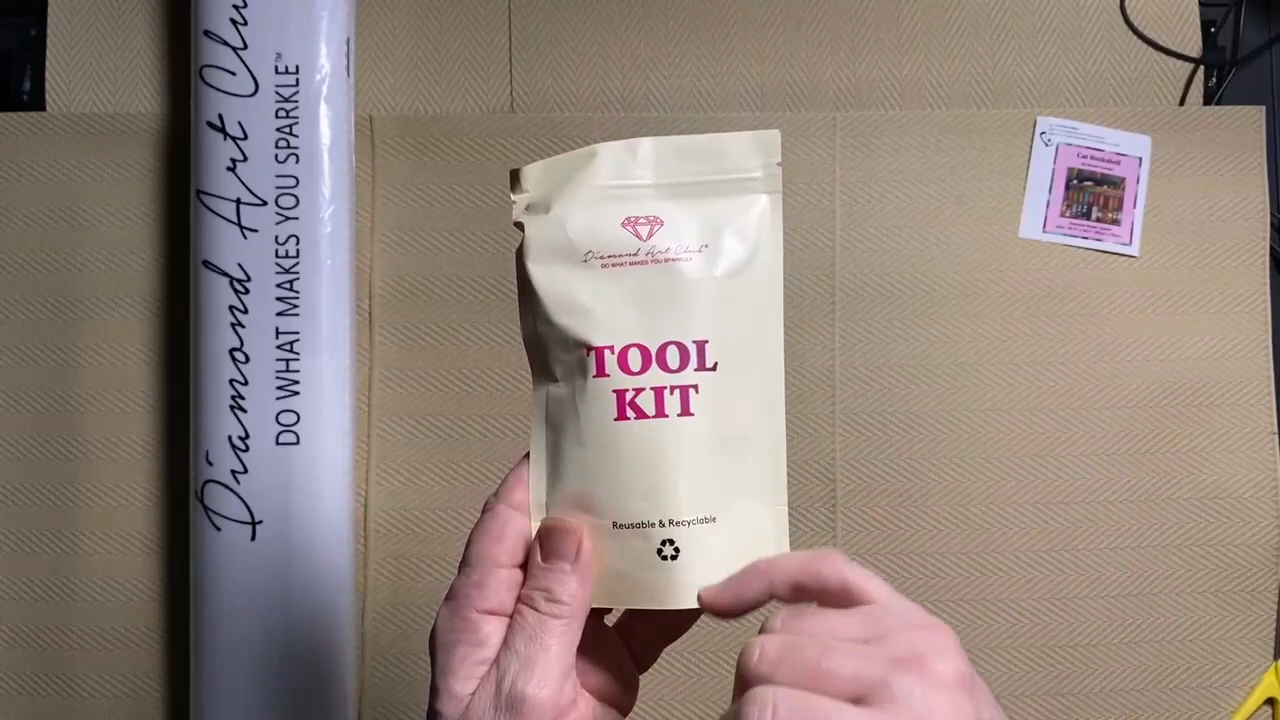 Diamond Art Clu
DO WHAT MAKES YOU SPARKLE™
Diamond Art Club®
DO WHAT MAKES YOU SPARKLE®
TOOL
KIT
Reusable & Recyclable
Cat Bookshelf